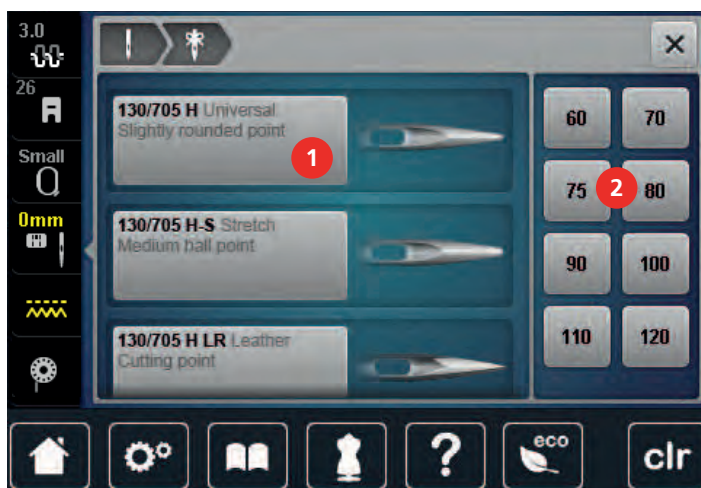 3.0
26
Small
0mm
130/705 H Universal
Slightly rounded point
1
130/705 H-S Stretch
Medium ball point
130/705 H LR Leather
Cutting point
60 70
75 2 80
90 100
110 120
?
eco
clr